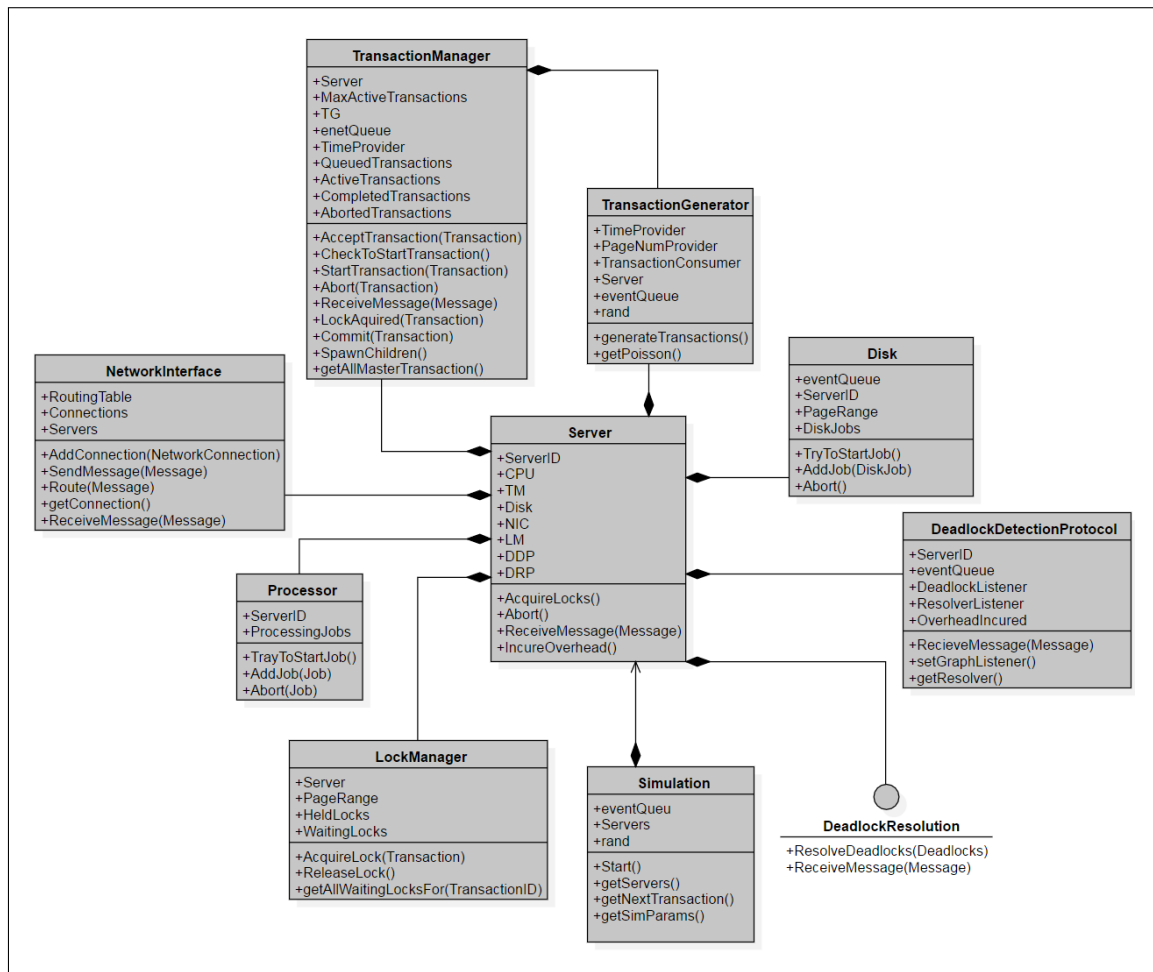 TransactionManager
+Server
+MaxActiveTransactions
+TG
+enetQueue
+TimeProvider
+QueuedTransactions
+ActiveTransactions
+CompletedTransactions
+AbortedTransactions
+AcceptTransaction(Transaction)
+CheckToStartTransaction()
+StartTransaction(Transaction)
+Abort(Transaction)
+ReceiveMessage(Message)
+LockAquired(Transaction)
+Commit(Transaction)
+SpawnChildren()
+getAllMasterTransaction()
TransactionGenerator
+TimeProvider
+PageNumProvider
+TransactionConsumer
+Server
+eventQueue
+rand
+generateTransactions()
+getPoisson()
Disk
+eventQueue
+ServerID
+PageRange
+DiskJobs
+TryToStartJob()
+AddJob(DiskJob)
+Abort()
NetworkInterface
+RoutingTable
+Connections
+Servers
+AddConnection(NetworkConnection)
+SendMessage(Message)
+Route(Message)
+getConnection()
+ReceiveMessage(Message)
Server
+ServerID
+CPU
+TM
+Disk
+NIC
+LM
+DDP
+DRP
+AcquireLocks()
+Abort()
+ReceiveMessage(Message)
+IncureOverhead()
DeadlockDetectionProtocol
+ServerID
+eventQueue
+DeadlockListener
+ResolverListener
+OverheadIncured
+RecieveMessage(Message)
+setGraphListener()
+getResolver()
Processor
+ServerID
+ProcessingJobs
+TrayToStartJob()
+AddJob(Job)
+Abort(Job)
LockManager
+Server
+PageRange
+HeldLocks
+WaitingLocks
+AcquireLock(Transaction)
+ReleaseLock()
+getAllWaitingLocksFor(TransactionID)
Simulation
+eventQueu
+Servers
+rand
+Start()
+getServers()
+getNextTransaction()
+getSimParams()
DeadlockResolution
+ResolveDeadlocks(Deadlocks)
+ReceiveMessage(Message)